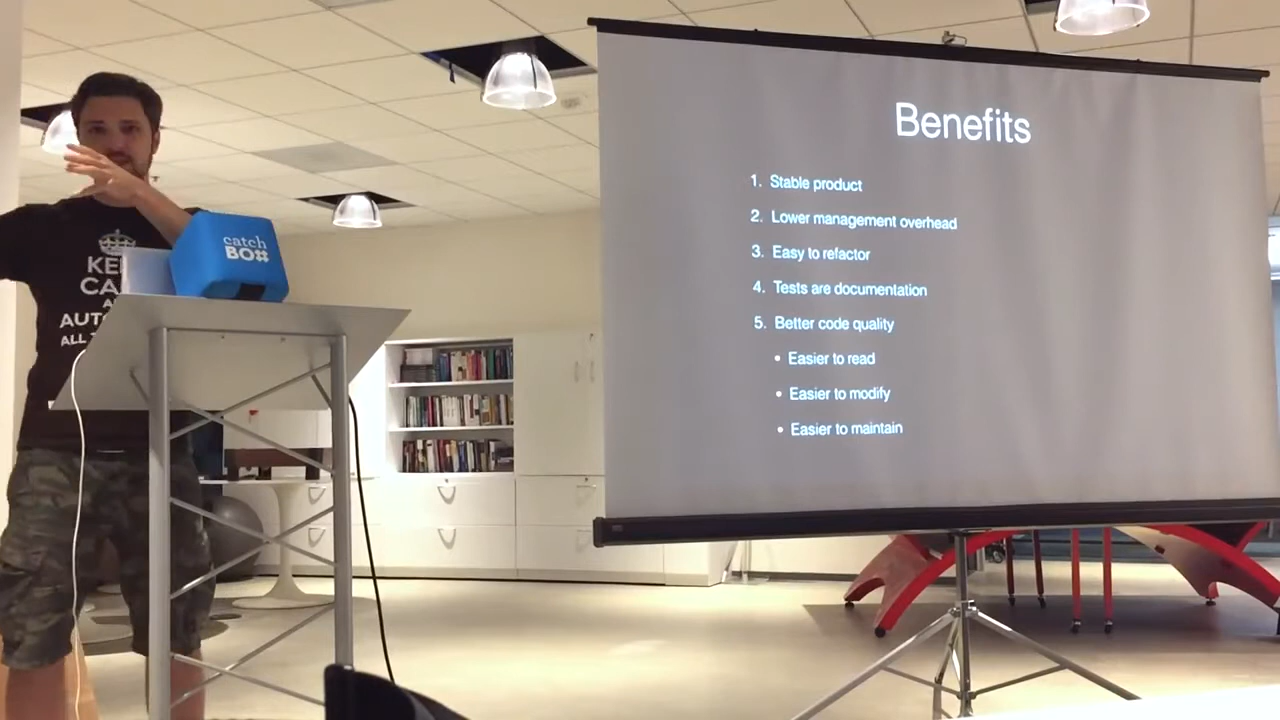 KEE
CA
A
AUTO
ALL T
catch
BOX
Benefits
1. Stable product
2. Lower management overhead
3. Easy to refactor
4. Tests are documentation
5. Better code quality
• Easier to read
• Easier to modify
• Easier to maintain